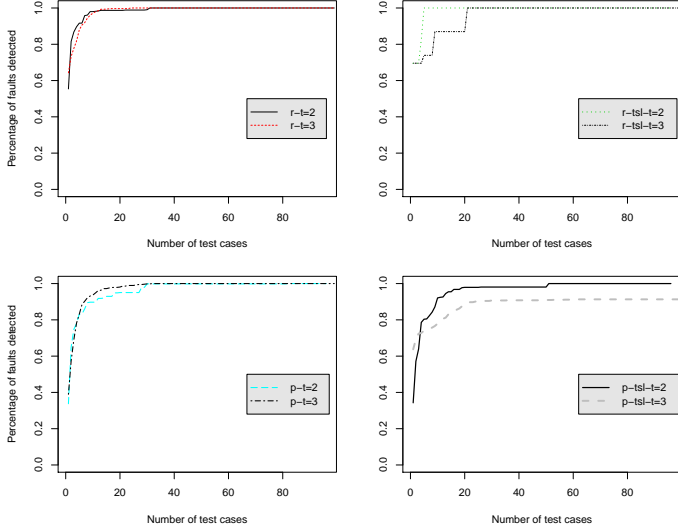 Percentage of faults detected
1.0
0.8
0.6
0.4
0.2
0.0
r−t=2
r−t=3
0 20 40 60 80
Number of test cases
1.0
0.8
0.6
0.4
0.2
0.0
r−tsl−t=2
r−tsl−t=3
0 20 40 60 80
Number of test cases
Percentage of faults detected
1.0
0.8
0.6
0.4
0.2
0.0
p−t=2
p−t=3
0 20 40 60 80
Number of test cases
1.0
0.8
0.6
0.4
0.2
0.0
p−tsl−t=2
p−tsl−t=3
0 20 40 60 80
Number of test cases